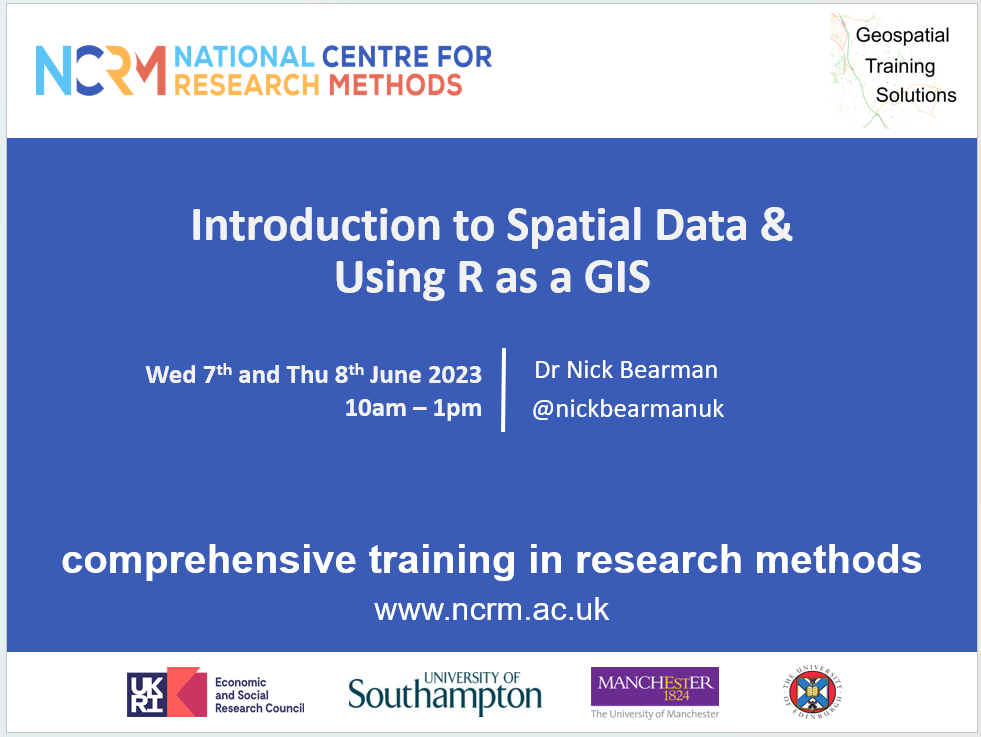 NCRM NATIONAL CENTRE FOR
RESEARCH METHODS
Geospatial
Training
Solutions
Introduction to Spatial Data &
Using R as a GIS
Wed 7th and Thu 8th June 2023
10am – 1pm
Dr Nick Bearman
@nickbearmanuk
comprehensive training in research methods
www.ncrm.ac.uk
UK
RI
Economic
and Social
Research Council
UNIVERSITY OF
Southampton
MANCHESTER
1824
The University of Manchester
THE UNIVERSITY OF EDINBURGH